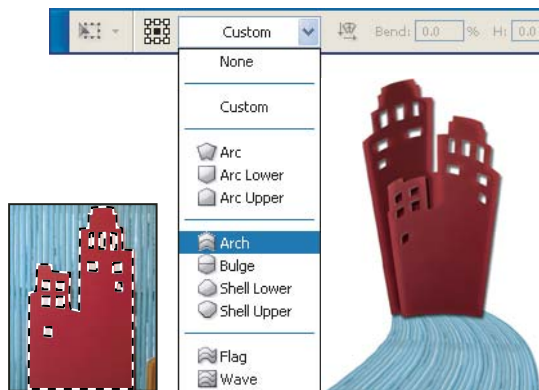 Custom Bend: 0.0 % H: 0.0
None
Custom
Arc
Arc Lower
Arc Upper
Arch
Bulge
Shell Lower
Shell Upper
Flag
Wave